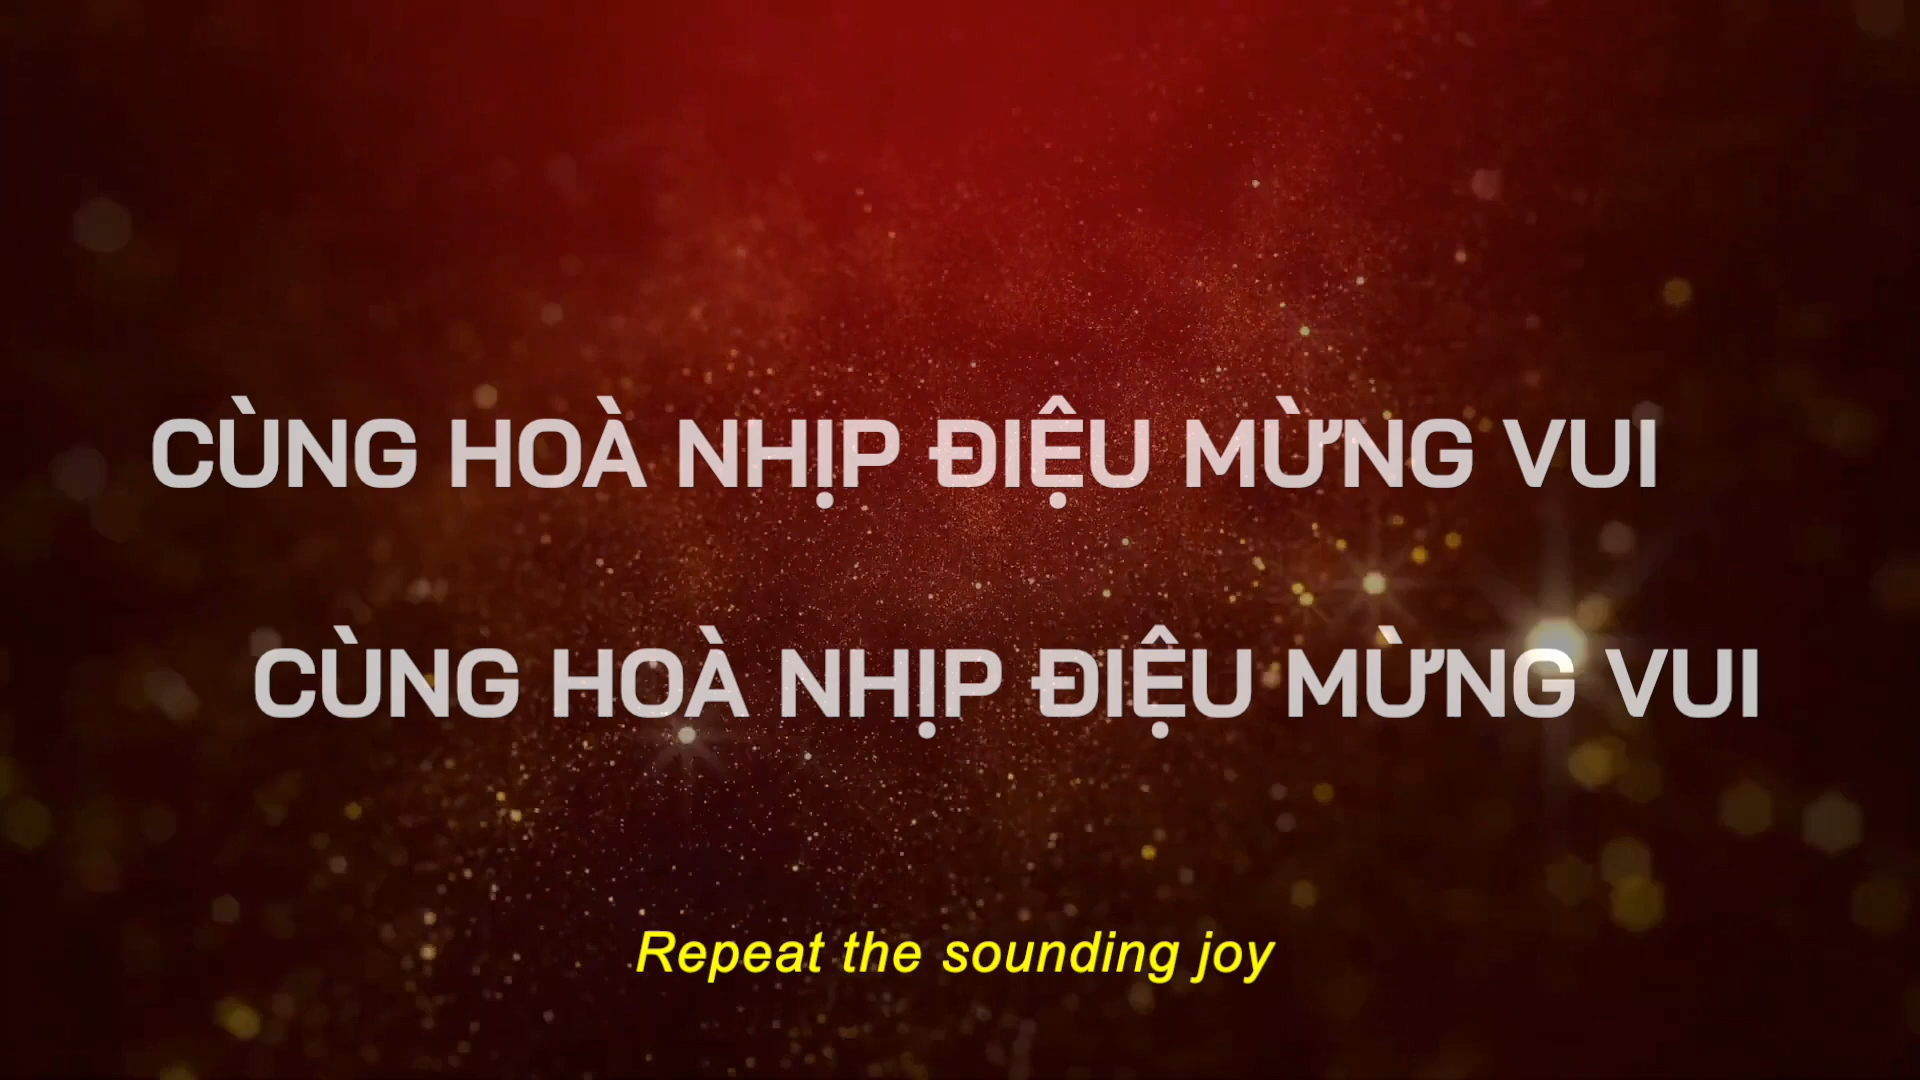 CÙNG HOÀ NHỊP ĐIỆU MỪNG VUI
CÙNG HOÀ NHỊP ĐIỆU MỪNG VUI
Repeat the sounding joy